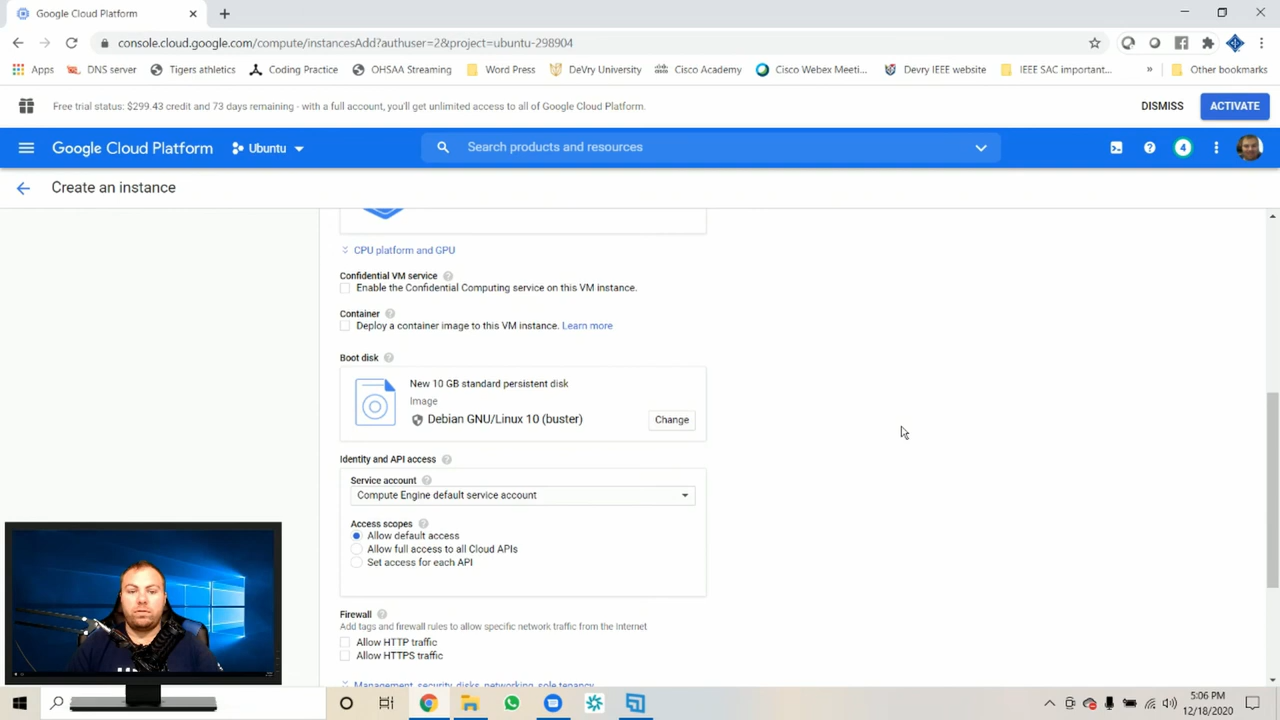 Google Cloud Platform
console.cloud.google.com/compute/instancesAdd?authuser=2&project=ubuntu-298904
Apps DNS server Tigers athletics Coding Practice OHSAA Streaming Word Press DeVry University Cisco Academy Cisco Webex Meeti... Devry IEEE website IEEE SAC important... » Other bookmarks
Free trial status: $299.43 credit and 73 days remaining - with a full account, you'll get unlimited access to all of Google Cloud Platform. DISMISS ACTIVATE
Google Cloud Platform Ubuntu Search products and resources 4
Create an instance
CPU platform and GPU
Confidential VM service
Enable the Confidential Computing service on this VM instance.
Container
Deploy a container image to this VM instance. Learn more
Boot disk
New 10 GB standard persistent disk
Image
Debian GNU/Linux 10 (buster) Change
Identity and API access
Service account
Compute Engine default service account
Access scopes
Allow default access
Allow full access to all Cloud APIs
Set access for each API
Firewall
Add tags and firewall rules to allow specific network traffic from the Internet
Allow HTTP traffic
Allow HTTPS traffic
Management, security, disks, networking, sole tenancy
5:06 PM
12/18/2020